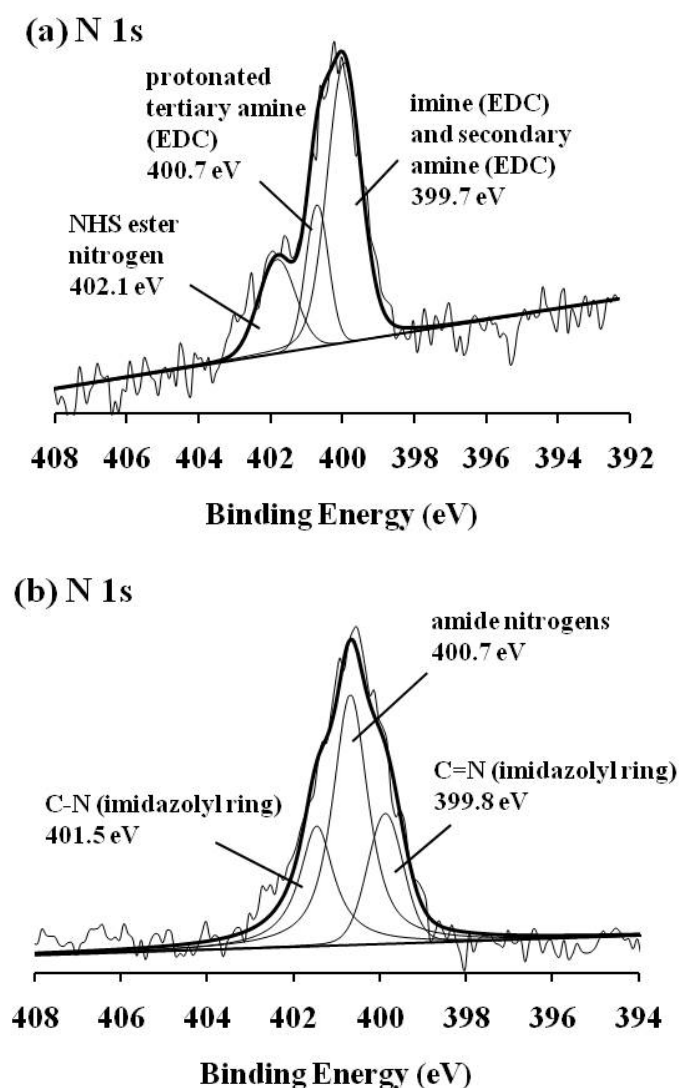 (a) N 1s
protonated
tertiary amine
(EDC)
400.7 eV
imine (EDC)
and secondary
amine (EDC)
399.7 eV
NHS ester
nitrogen
402.1 eV
408 406 404 402 400 398 396 394 392
Binding Energy (eV)
(b) N 1s
amide nitrogens
400.7 eV
C=N (imidazolyl ring)
399.8 eV
C-N (imidazolyl ring)
401.5 eV
408 406 404 402 400 398 396 394
Binding Energy (eV)